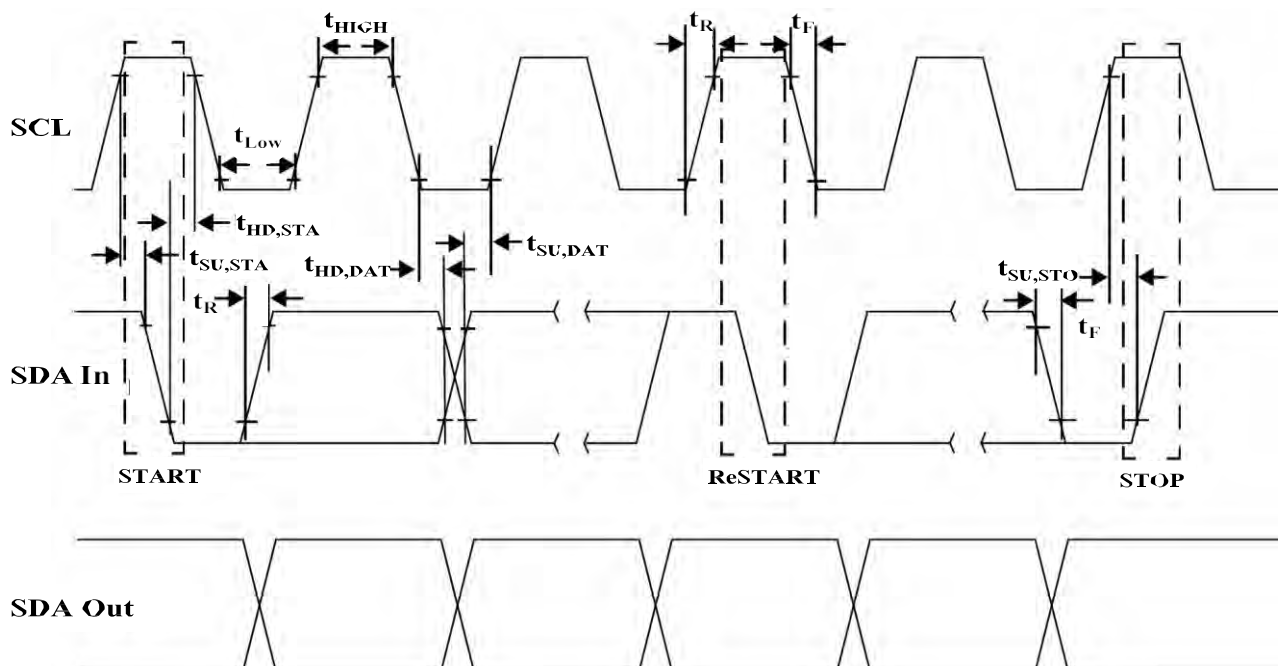 tHIGH
tR
tF
SCL
tLow
tHD,STA
tSU,STA
tHD,DAT
tSU,DAT
tSU,STO
tR
tF
SDA In
START
ReSTART
STOP
SDA Out